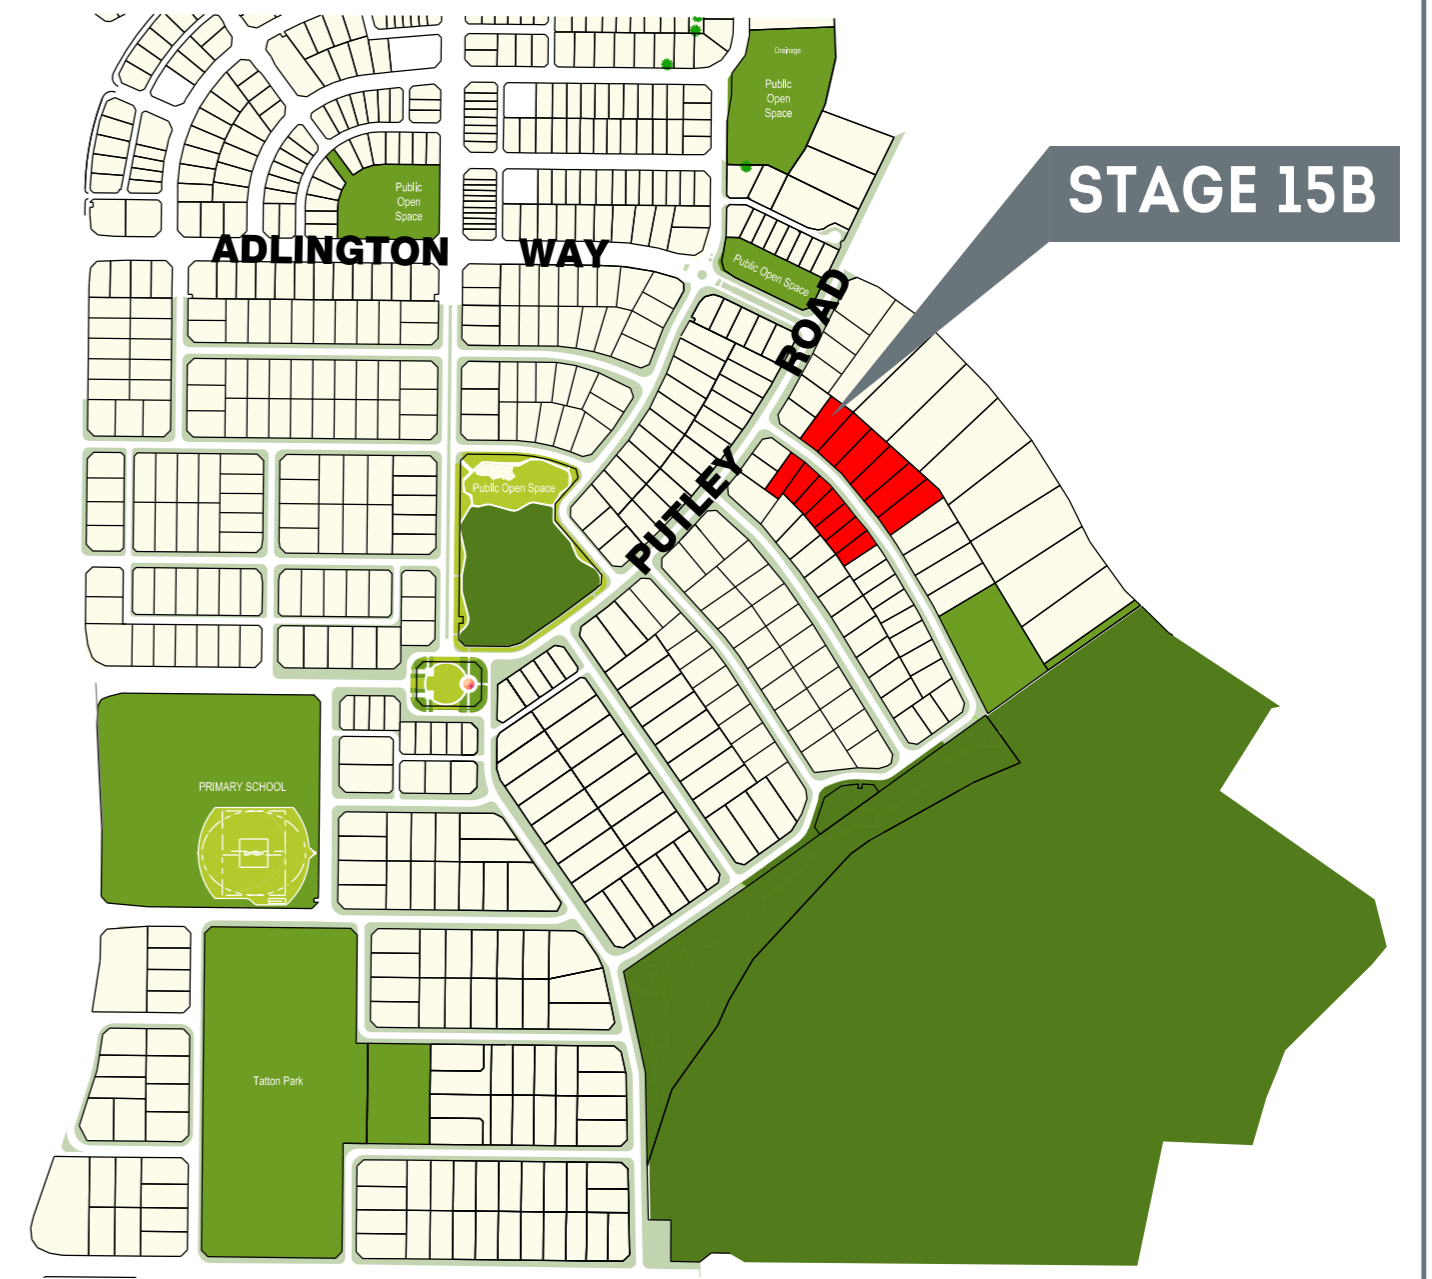 Drainage
Public
Open
Space
STAGE 15B
Public
Open
Space
ADLINGTON WAY
Public Open Space
ROAD
PUTLEY
Public Open Space
PRIMARY SCHOOL
Tatton Park